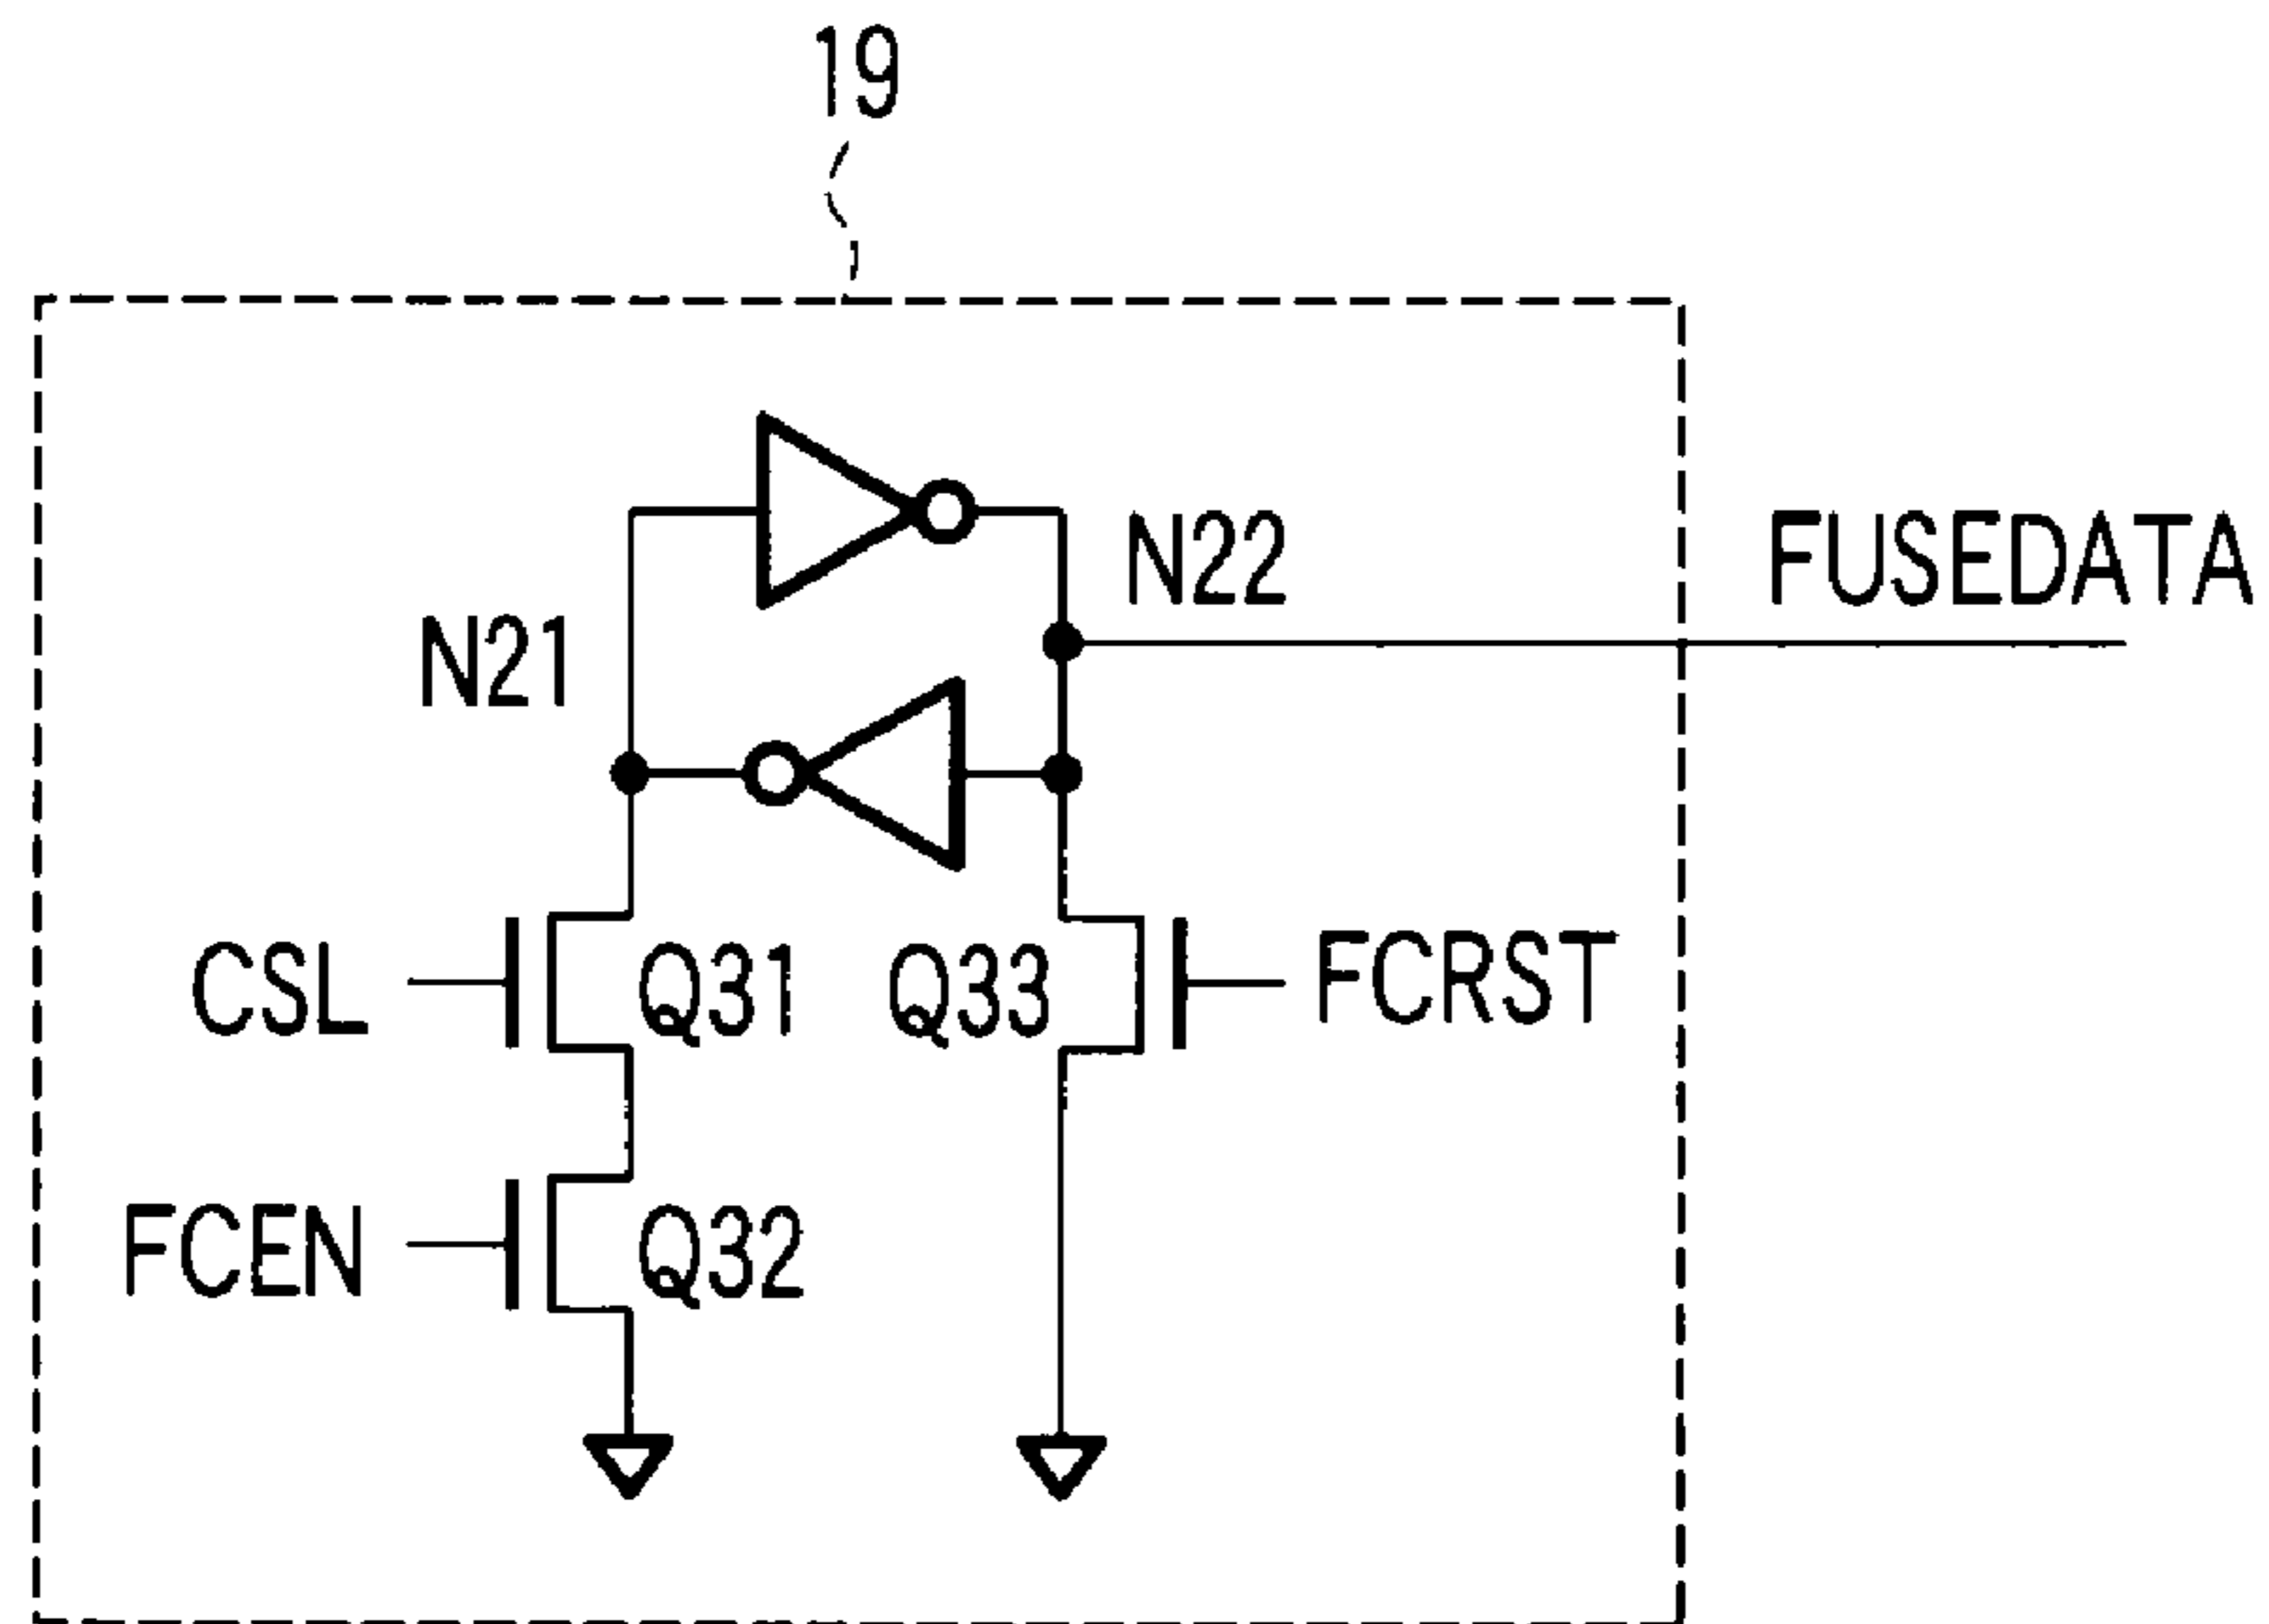 19
N22
FUSEDATA
N21
CSL
Q31
Q33
FCRST
FCEN
Q32